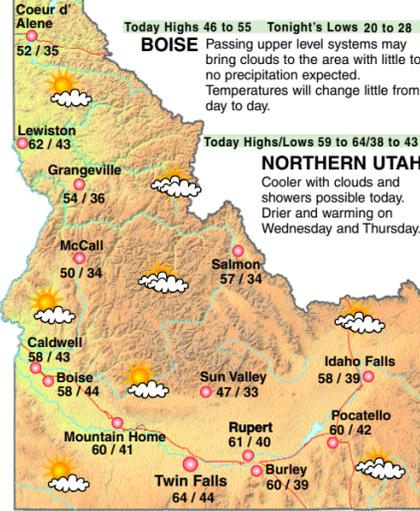 Coeur d'
Alene
52 / 35
Today Highs 46 to 55 Tonight's Lows 20 to 28
BOISE
Passing upper level systems may
bring clouds to the area with little to
no precipitation expected.
Temperatures will change little from
day to day.
Lewiston
62 / 43
Today Highs/Lows 59 to 64/38 to 43
NORTHERN UTAH
Cooler with clouds and
showers possible today.
Drier and warming on
Wednesday and Thursday.
Grangeville
54 / 36
McCall
50 / 34
Salmon
57 / 34
Caldwell
58 / 43
Boise
58 / 44
Sun Valley
47 / 33
Idaho Falls
58 / 39
Pocatello
60 / 42
Mountain Home
60 / 41
Rupert
61 / 40
Burley
60 / 39
Twin Falls
64 / 44